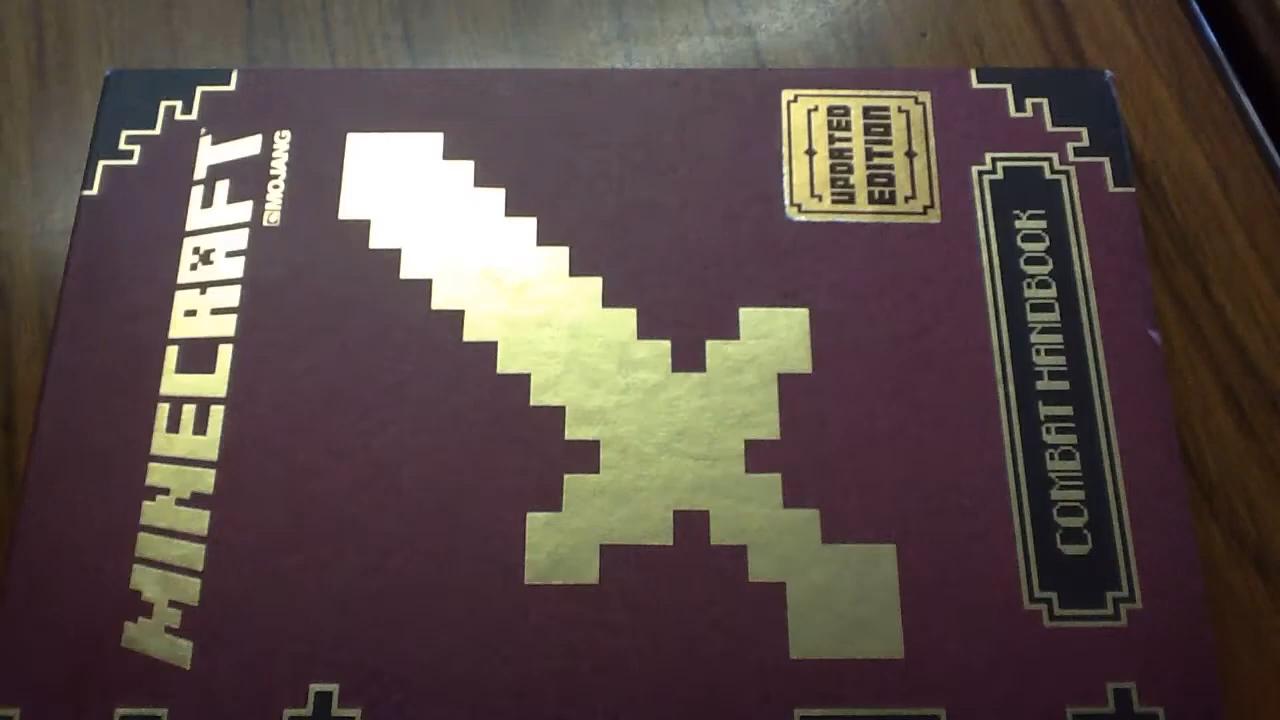 MINECRAFT
MOJANG
UPDATED
EDITION
COMBAT HANDBOOK